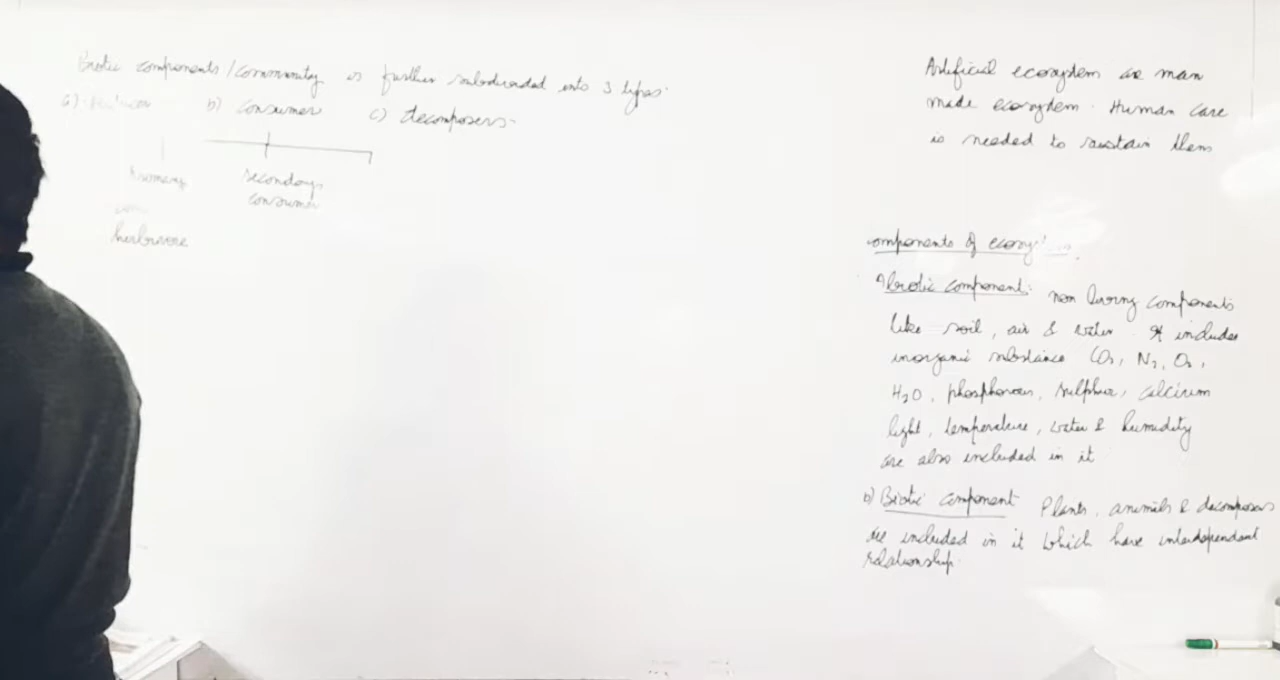 Biotic components / community is further subdivided into 3 types.
a) b) consumer c) decomposers.
Primary secondary
consumer
herbivore
Artificial ecosystem are man
made ecosystem. Human care
is needed to sustain them
omponents of ecosy
Abiotic component: non living components
like soil, air & water. It includes
inorganic substance CO2, N2, O2,
H2O, phosphorous, sulphur, calcium
light, temperature, water & humidity
are also included in it
b) Biotic component Plants, animals & decomposers
are included in it which have interdependent
relationship.